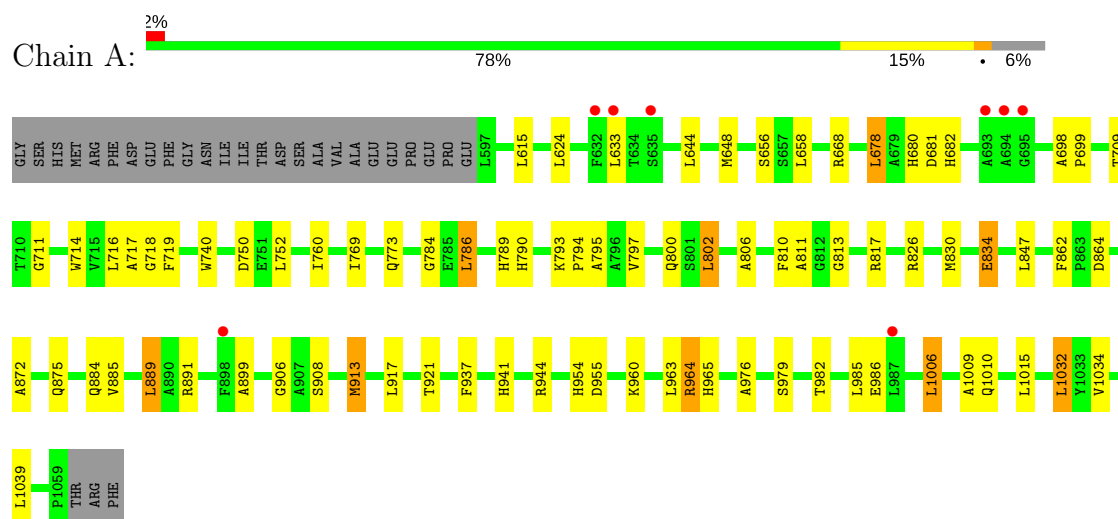 2%
Chain A:
78% 15% • 6%
GLY SER HIS MET ARG PHE ASP GLU PHE GLY ASN ILE ILE THR ASP SER ALA VAL ALA GLU GLU PRO GLU PRO GLU L597 L615 L624 F632 L633 T634 S635 L644 M648 S656 S657 L658 R668 L678 A679 H680 D681 H682 A693 A694 G695 A698 P699 T709
T710 G711 W714 V715 L716 A717 G718 F719 W740 D750 E751 L752 I760 I769 Q773 G784 E785 L786 H789 H790 K793 P794 A795 A796 V797 Q800 S801 L802 A806 F810 A811 G812 G813 R817 R826 M830 E834 L847 F862 P863 D864
A872 Q875 Q884 V885 L889 A890 R891 F898 A899 G906 A907 S908 M913 L917 T921 F937 H941 R944 H954 D955 K960 L963 R964 H965 A976 S979 T982 L985 E986 L987 L1006 A1009 Q1010 L1015 L1032 Y1033 V1034
L1039 P1059 THR ARG PHE